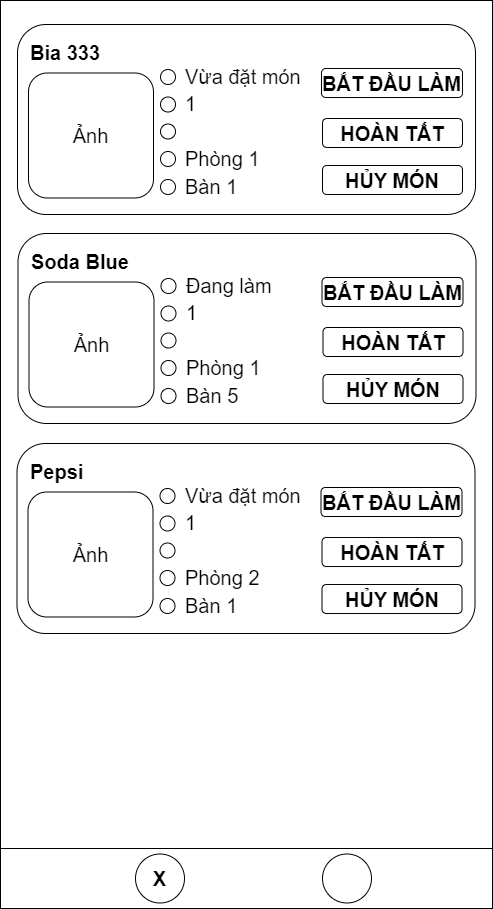 Bia 333
Ảnh
Vừa đặt món
1
Phòng 1
Bàn 1
BẮT ĐẦU LÀM
HOÀN TẤT
HỦY MÓN
Soda Blue
Ảnh
Đang làm
1
Phòng 1
Bàn 5
BẮT ĐẦU LÀM
HOÀN TẤT
HỦY MÓN
Pepsi
Ảnh
Vừa đặt món
1
Phòng 2
Bàn 1
BẮT ĐẦU LÀM
HOÀN TẤT
HỦY MÓN
X